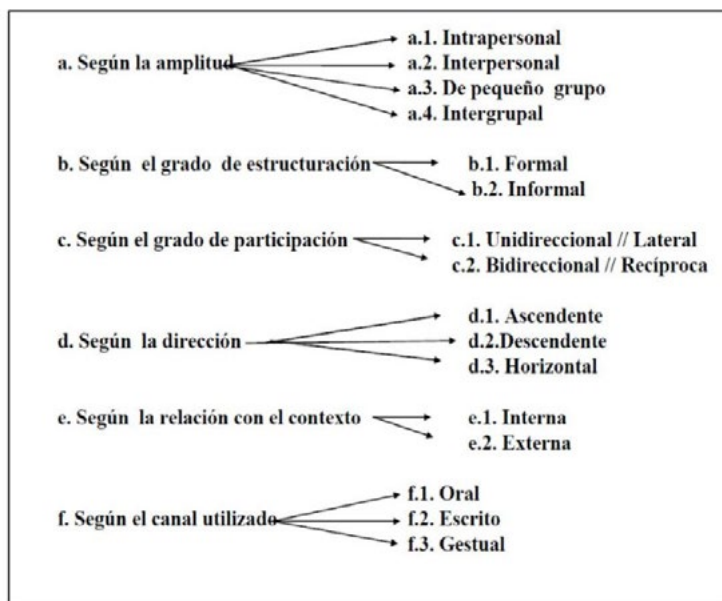 a. Según la amplitud
a.1. Intrapersonal
a.2. Interpersonal
a.3. De pequeño grupo
a.4. Intergrupal
b. Según el grado de estructuración
b.1. Formal
b.2. Informal
c. Según el grado de participación
c.1. Unidireccional // Lateral
c.2. Bidireccional // Recíproca
d. Según la dirección
d.1. Ascendente
d.2.Descendente
d.3. Horizontal
e. Según la relación con el contexto
e.1. Interna
e.2. Externa
f. Según el canal utilizado
f.1. Oral
f.2. Escrito
f.3. Gestual